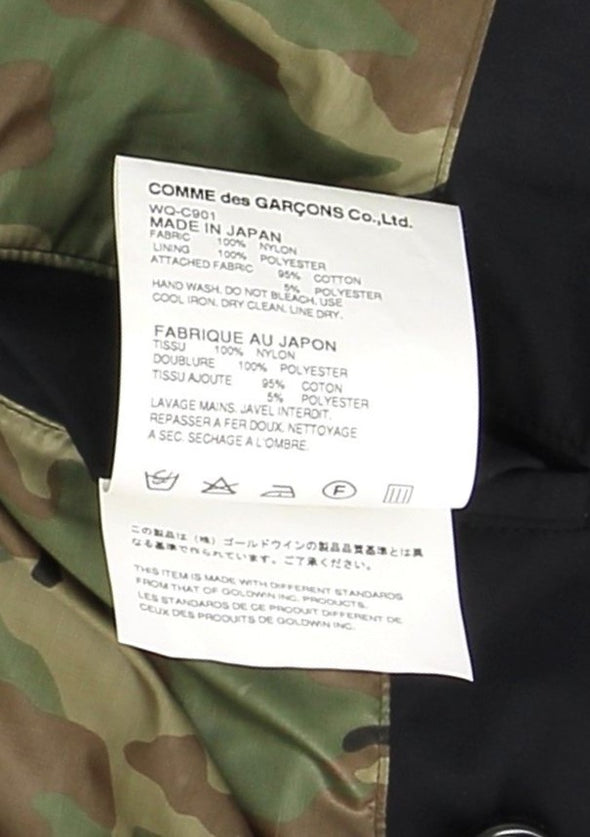 COMME des GARÇONS Co.,Ltd.
WQ-C901
MADE IN JAPAN
FABRIC 100% NYLON
LINING 100% POLYESTER
ATTACHED FABRIC 95% COTTON
5% POLYESTER
HAND WASH. DO NOT BLEACH. USE
COOL IRON. DRY CLEAN. LINE DRY.
FABRIQUE AU JAPON
TISSU 100% NYLON
DOUBLURE 100% POLYESTER
TISSU AJOUTE 95% COTON
5% POLYESTER
LAVAGE MAINS. JAVEL INTERDIT.
REPASSER A FER DOUX. NETTOYAGE
A SEC. SECHAGE A L'OMBRE.
F
この製品は（株）ゴールドウインの製品品質基準とは異
なる基準で作られています。ご了承ください。
THIS ITEM IS MADE WITH DIFFERENT STANDARDS
FROM THAT OF GOLDWIN INC. PRODUCTS.
LES STANDARDS DE CE PRODUIT DIFFERENT DE
CEUX DES PRODUITS DE GOLDWIN INC.